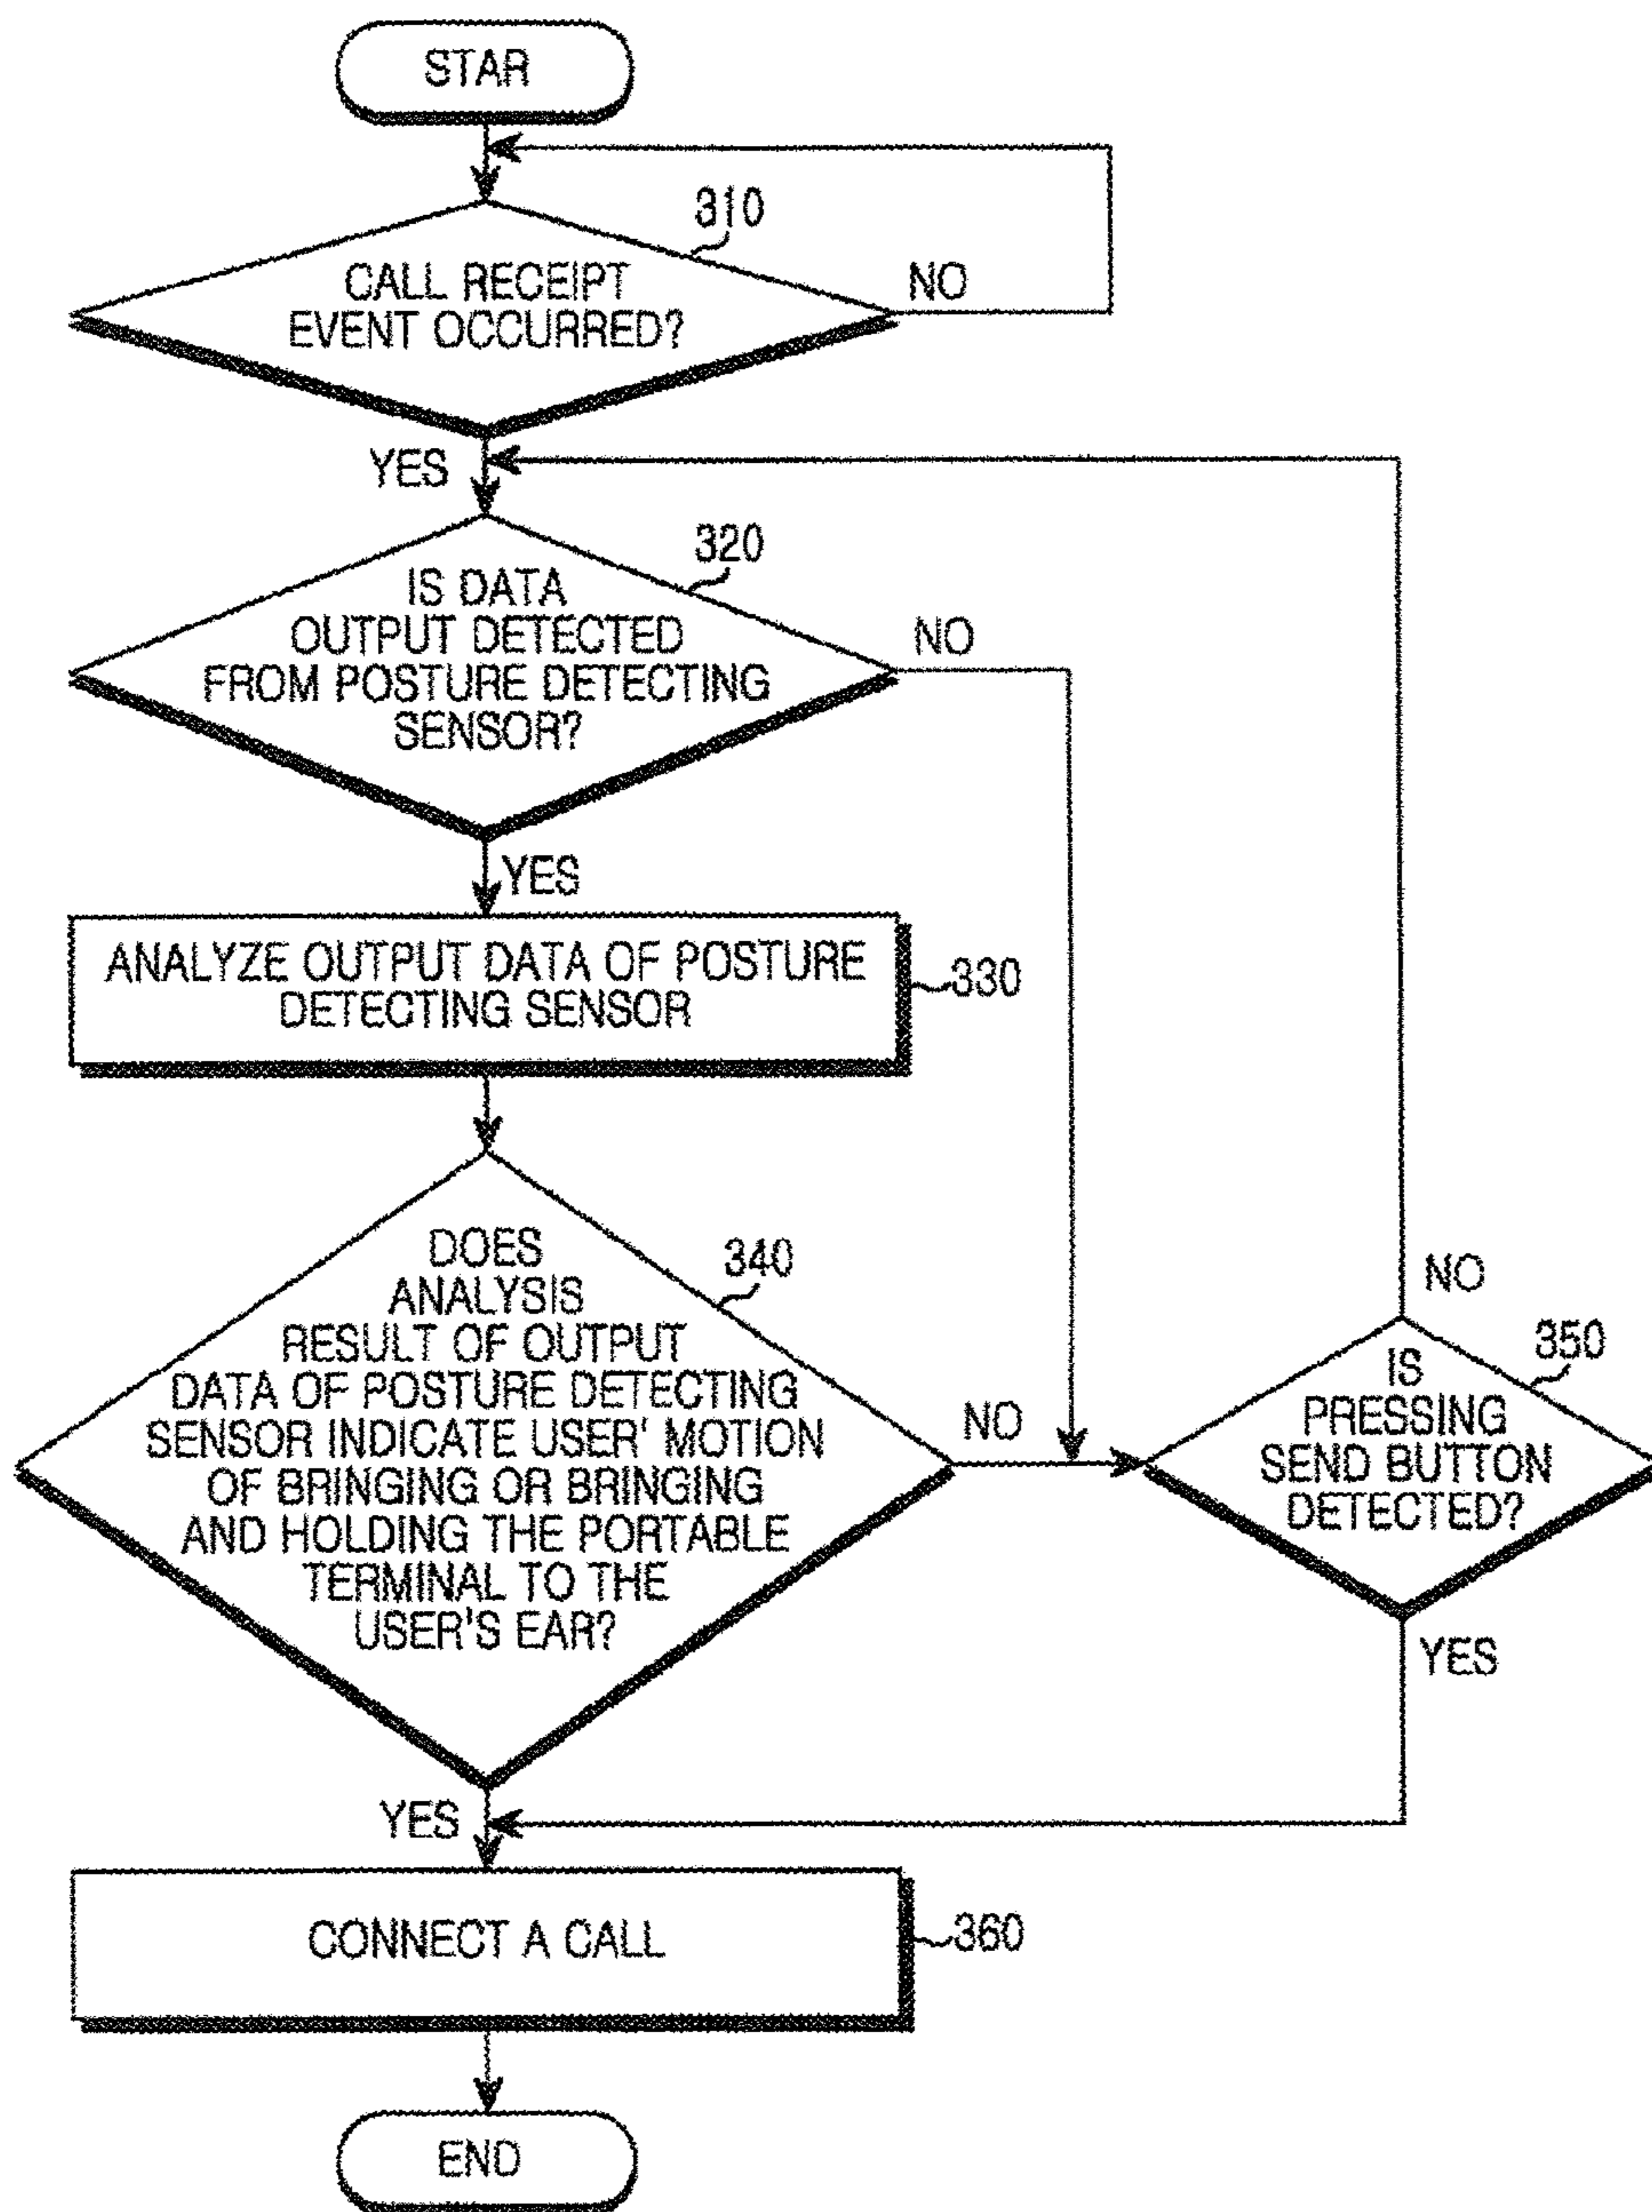 STAR
310
CALL RECEIPT
EVENT OCCURRED?
NO
YES
320
IS DATA
OUTPUT DETECTED
FROM POSTURE DETECTING
SENSOR?
NO
YES
ANALYZE OUTPUT DATA OF POSTURE
DETECTING SENSOR
330
DOES
ANALYSIS
RESULT OF OUTPUT
DATA OF POSTURE DETECTING
SENSOR INDICATE USER' MOTION
OF BRINGING OR BRINGING
AND HOLDING THE PORTABLE
TERMINAL TO THE
USER'S EAR?
340
NO
NO
350
IS
PRESSING
SEND BUTTON
DETECTED?
YES
YES
CONNECT A CALL
360
END